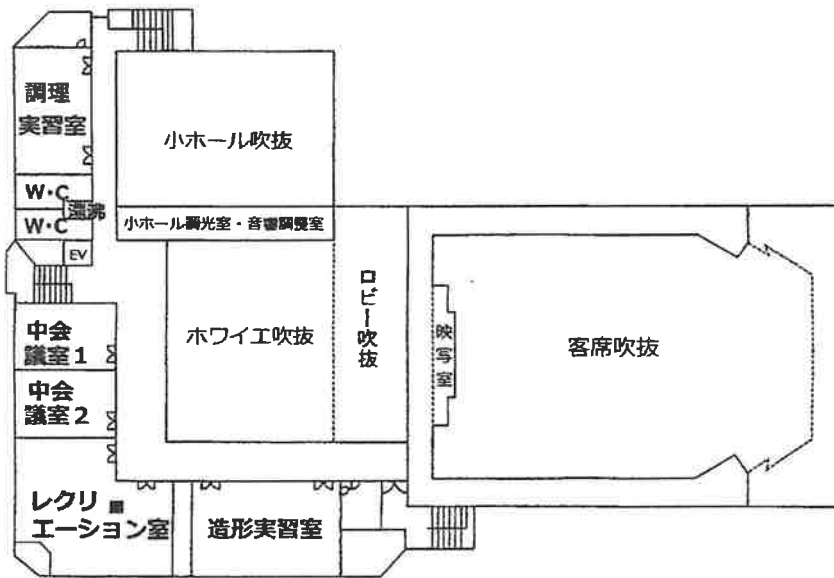 調理
実習室
小ホール吹抜
W・C
湯沸
W・C
小ホール調光室・音響調整室
EV
ロビー吹抜
中会
議室1
ホワイエ吹抜
映写室
客席吹抜
中会
議室2
レクリ
エーション室
造形実習室